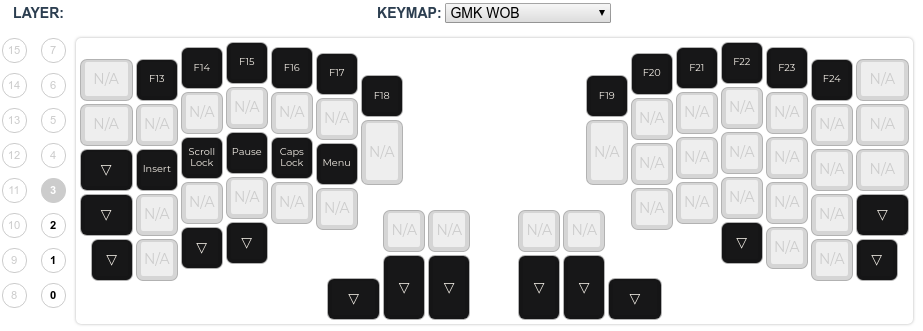 LAYER:
KEYMAP: GMK WOB ▼
15 7
14 6
13 5
12 4
11 3
10 2
9 1
8 0
N/A F13 F14 F15 F16 F17 F18
N/A N/A N/A N/A N/A N/A N/A
▽ Insert Scroll Lock Pause Caps Lock Menu
▽ N/A N/A N/A N/A N/A
▽ N/A ▽ ▽
N/A N/A
▽ ▽ ▽
F19 F20 F21 F22 F23 F24 N/A
N/A N/A N/A N/A N/A N/A N/A
N/A N/A N/A N/A N/A N/A
N/A N/A N/A N/A N/A ▽
▽ N/A N/A ▽
N/A N/A
▽ ▽ ▽